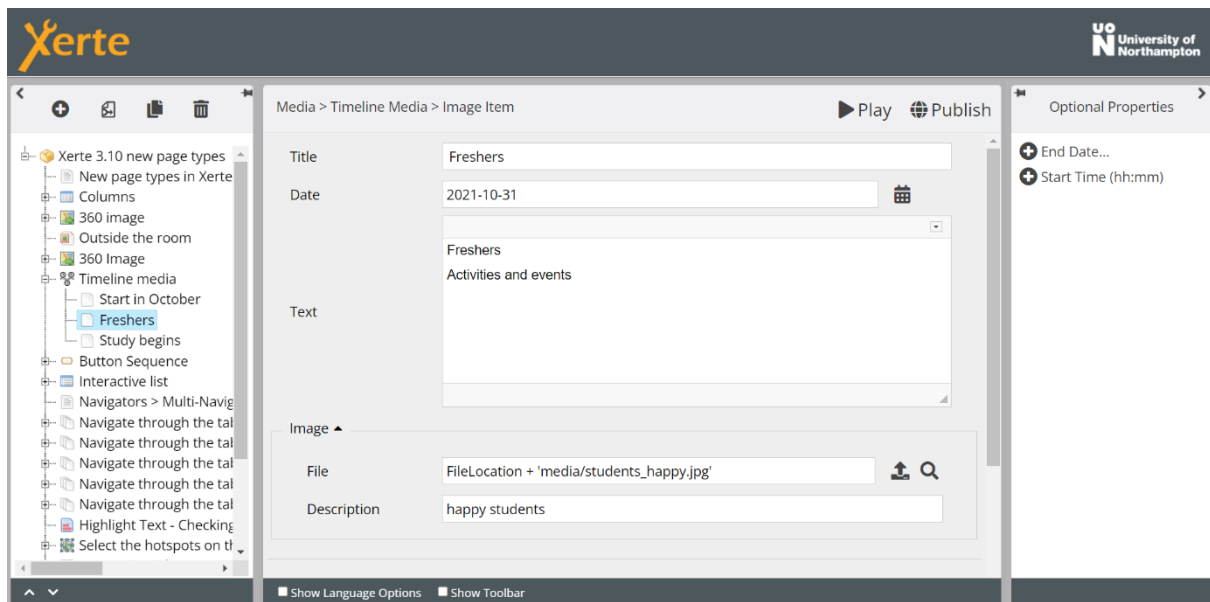 Xerte
UO
N University of
Northampton
Media > Timeline Media > Image Item
Play
Publish
Optional Properties
Xerte 3.10 new page types
New page types in Xerte
Columns
360 image
Outside the room
360 Image
Timeline media
Start in October
Freshers
Study begins
Button Sequence
Interactive list
Navigators > Multi-Navig
Navigate through the tal
Navigate through the tal
Navigate through the tal
Navigate through the tal
Navigate through the tal
Highlight Text - Checking
Select the hotspots on th
Title
Freshers
Date
2021-10-31
Text
Freshers
Activities and events
Image
File
FileLocation + 'media/students_happy.jpg'
Description
happy students
End Date...
Start Time (hh:mm)
Show Language Options
Show Toolbar